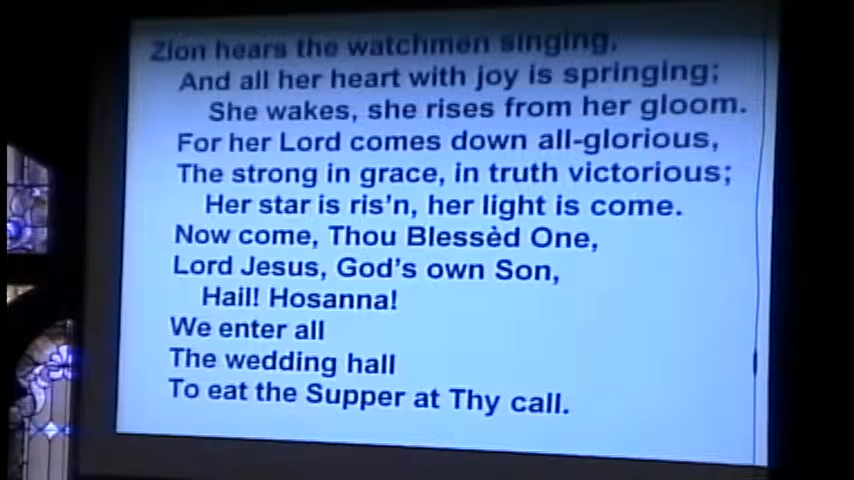 Zion hears the watchmen singing,
And all her heart with joy is springing;
She wakes, she rises from her gloom.
For her Lord comes down all-glorious,
The strong in grace, in truth victorious;
Her star is ris'n, her light is come.
Now come, Thou Blessèd One,
Lord Jesus, God's own Son,
Hail! Hosanna!
We enter all
The wedding hall
To eat the Supper at Thy call.